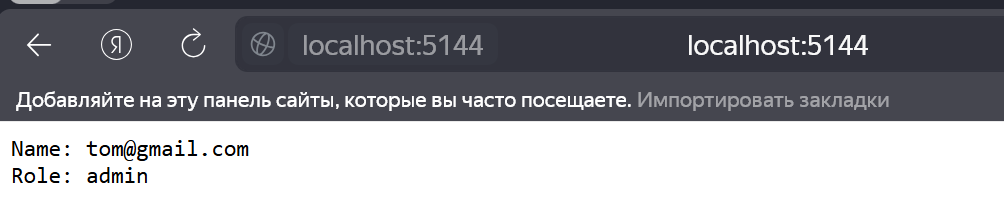 Я localhost:5144 localhost:5144
Добавляйте на эту панель сайты, которые вы часто посещаете. Импортировать закладки
Name: tom@gmail.com
Role: admin